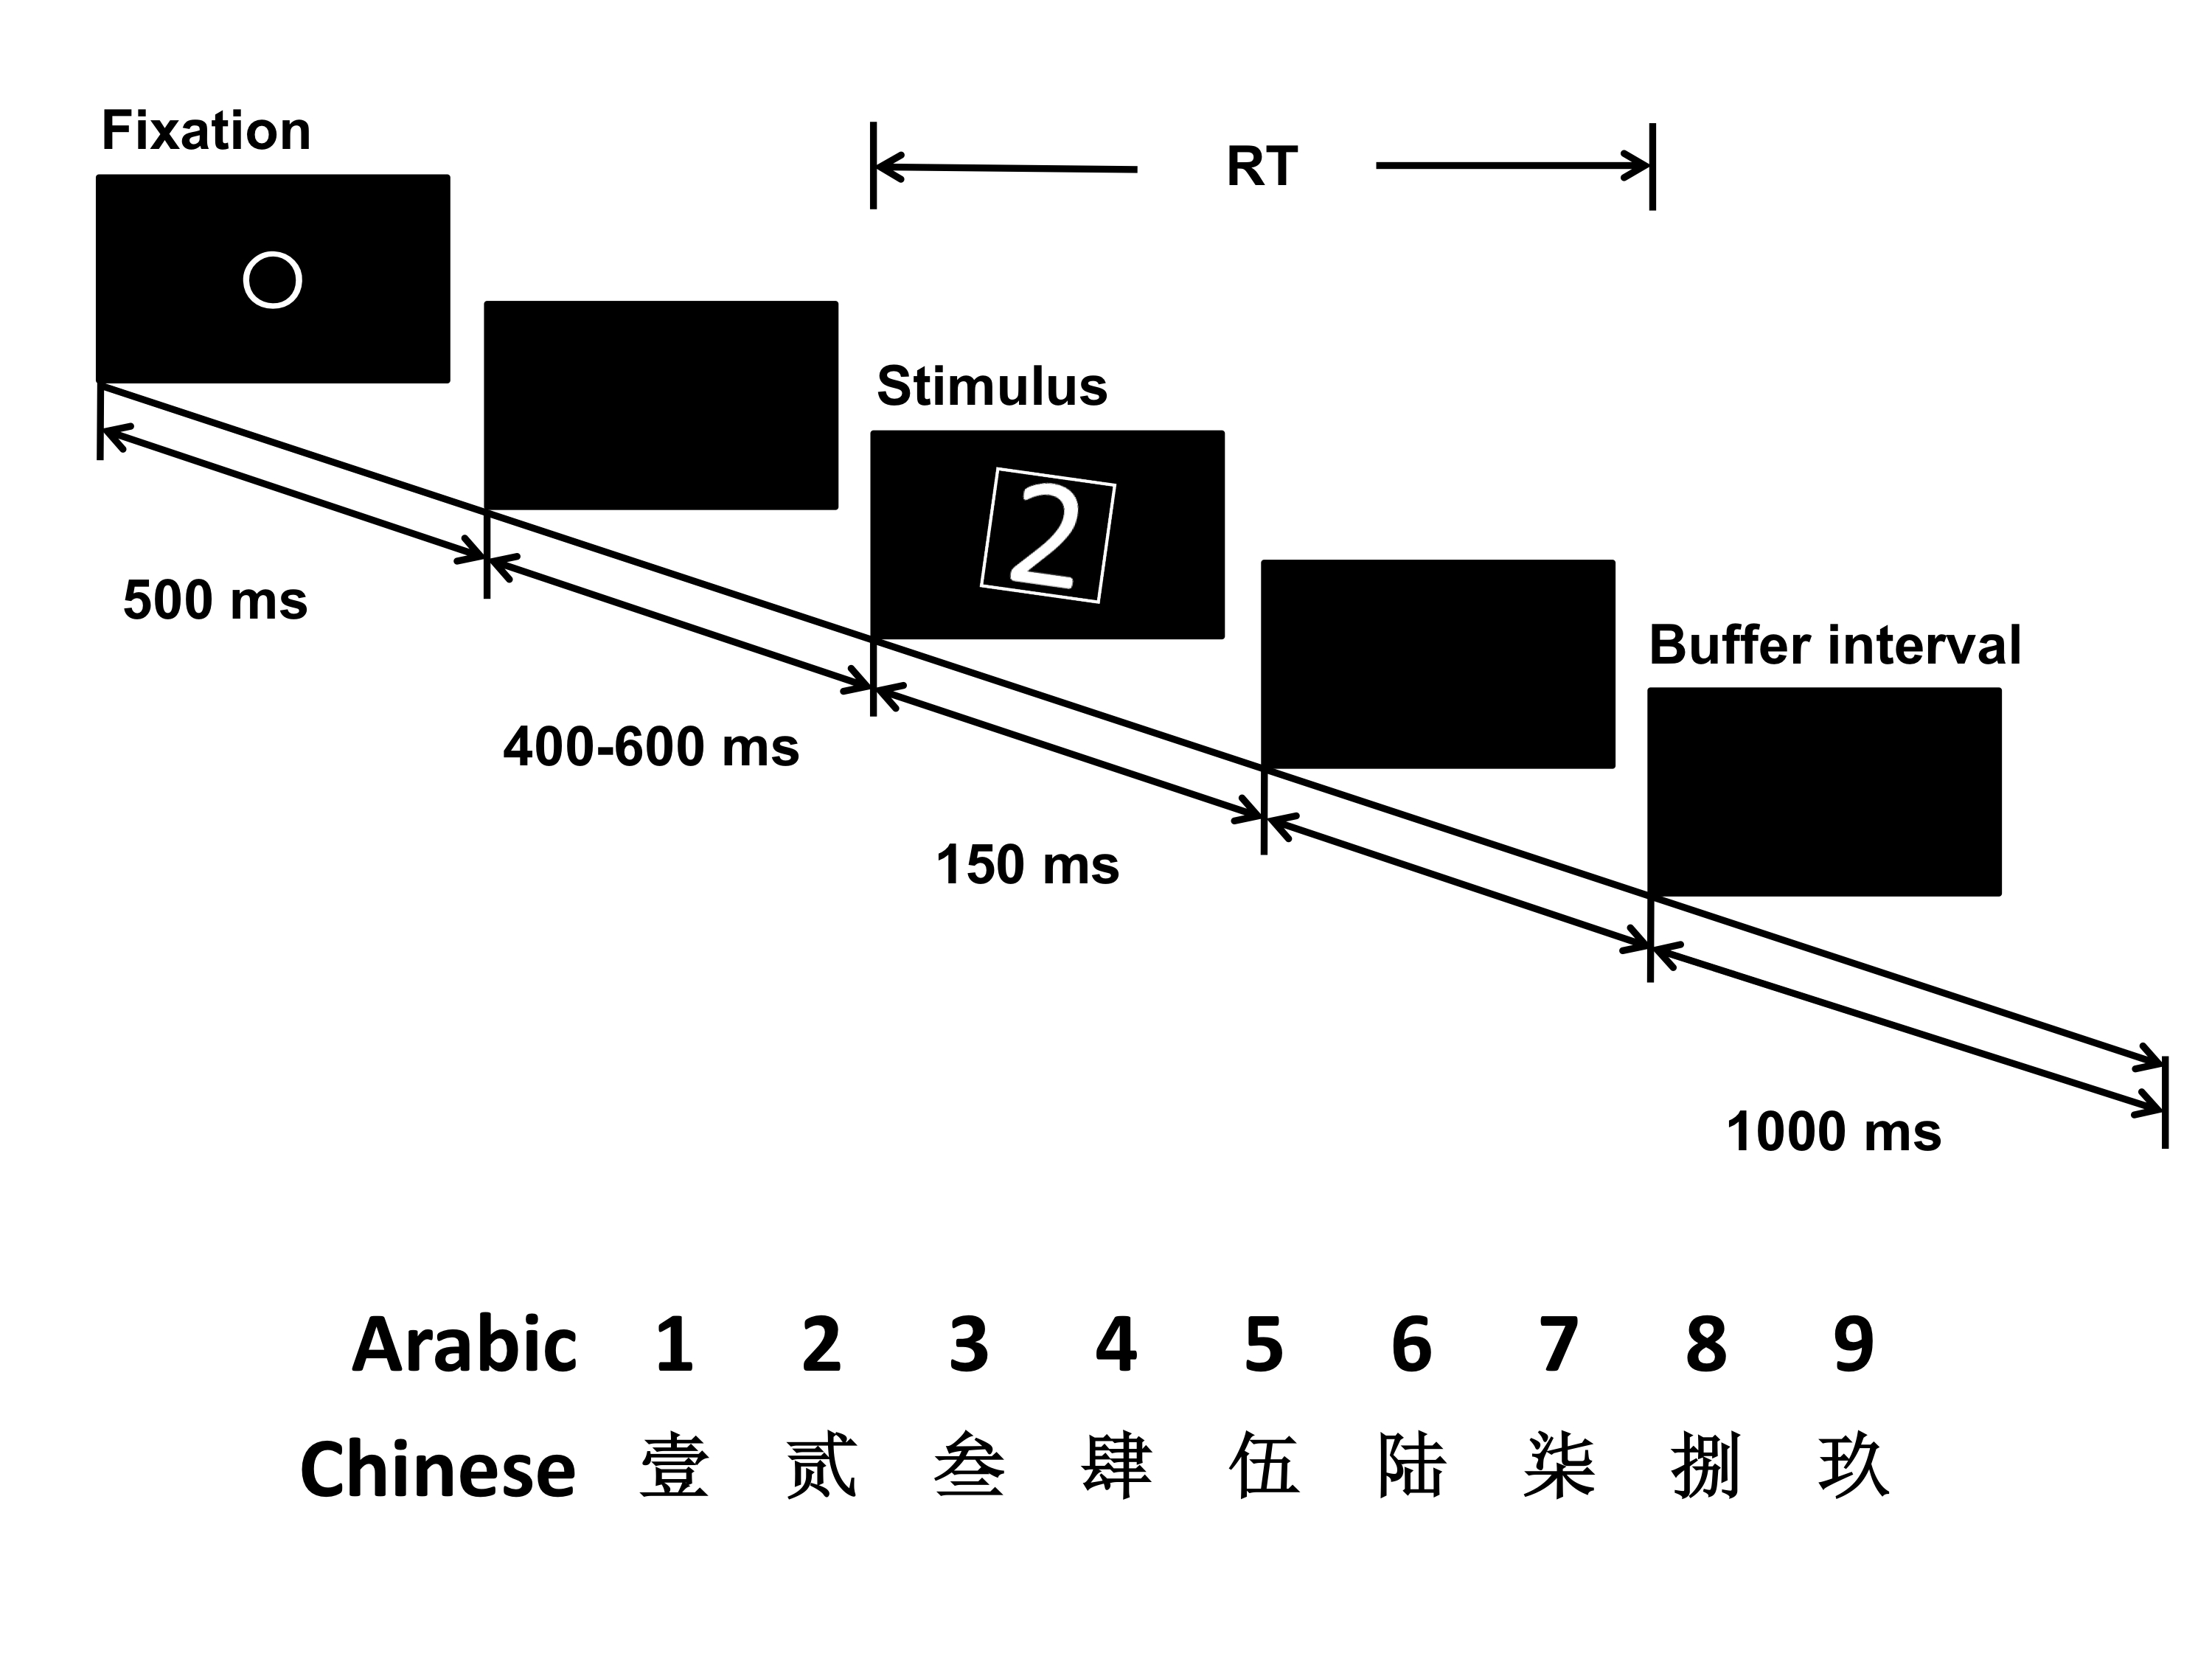 Fixation
RT
Stimulus
2
500 ms
Buffer interval
400-600 ms
150 ms
1000 ms
Arabic 1 2 3 4 5 6 7 8 9
Chinese 壹 贰 叁 肆 伍 陆 柒 捌 玖